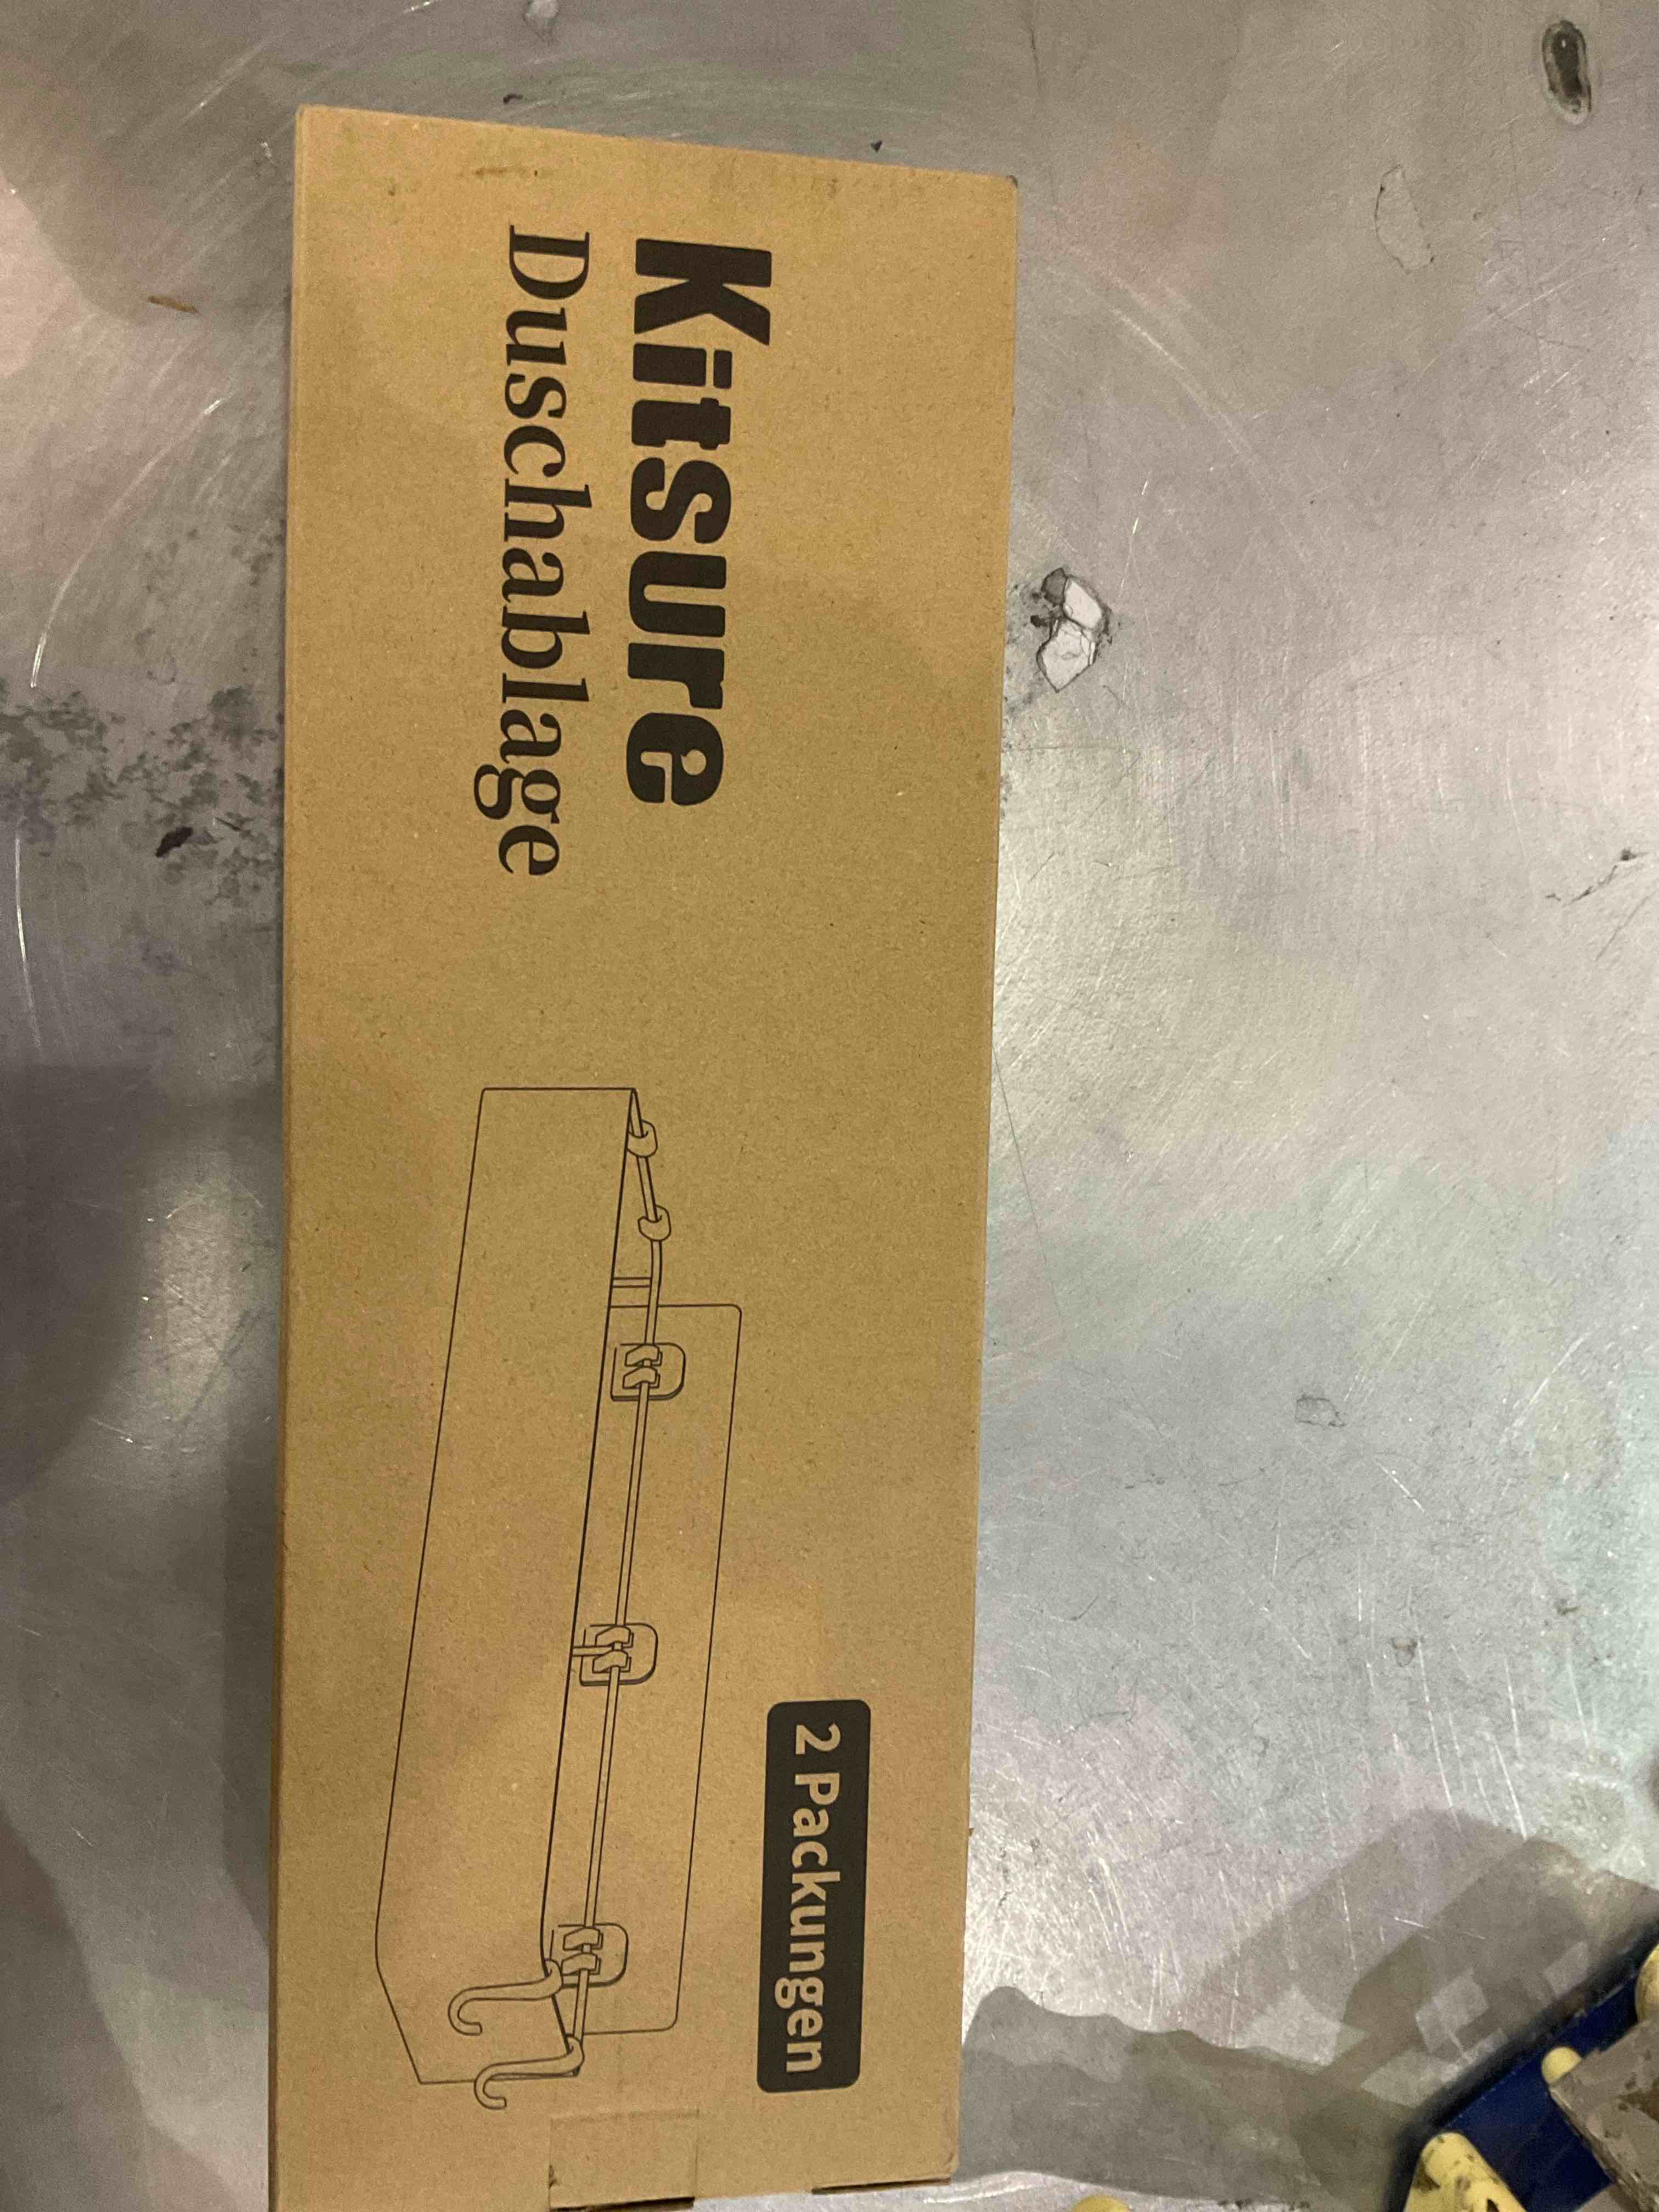 Kitsure
Duschablage
2 Packungen